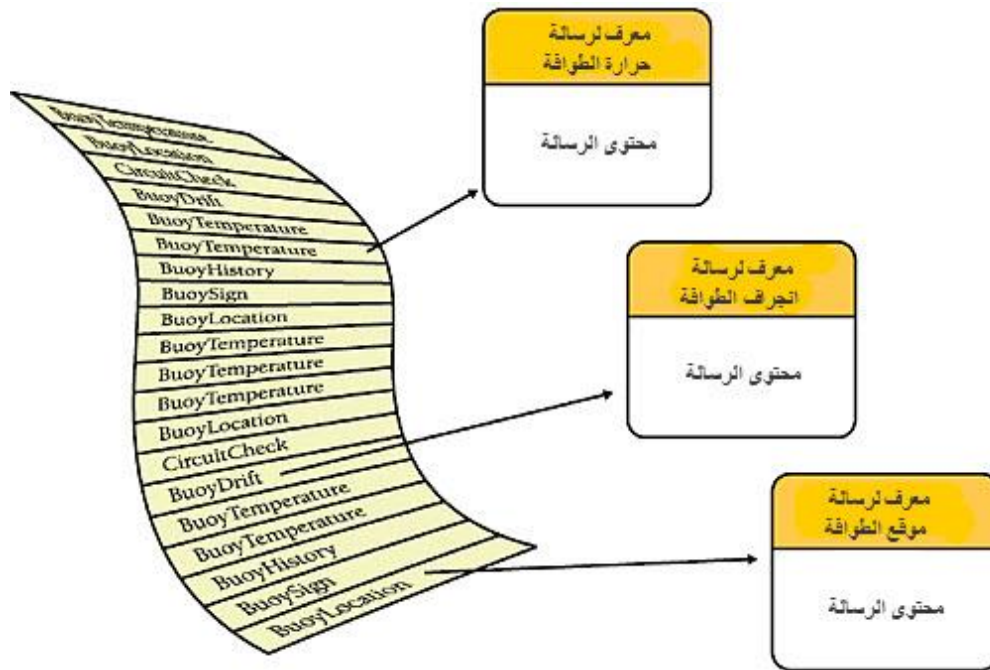 معرف لرسالة
حرارة الطوافة
محتوى الرسالة
BuoyTemperature
BuoyLocation
CircuitCheck
BuoyDrift
BuoyTemperature
BuoyTemperature
BuoyHistory
BuoySign
BuoyLocation
BuoyTemperature
BuoyTemperature
BuoyTemperature
BuoyLocation
CircuitCheck
BuoyDrift
BuoyTemperature
BuoyTemperature
BuoyHistory
BuoySign
BuoyLocation
معرف لرسالة
انجراف الطوافة
محتوى الرسالة
معرف لرسالة
موقع الطوافة
محتوى الرسالة